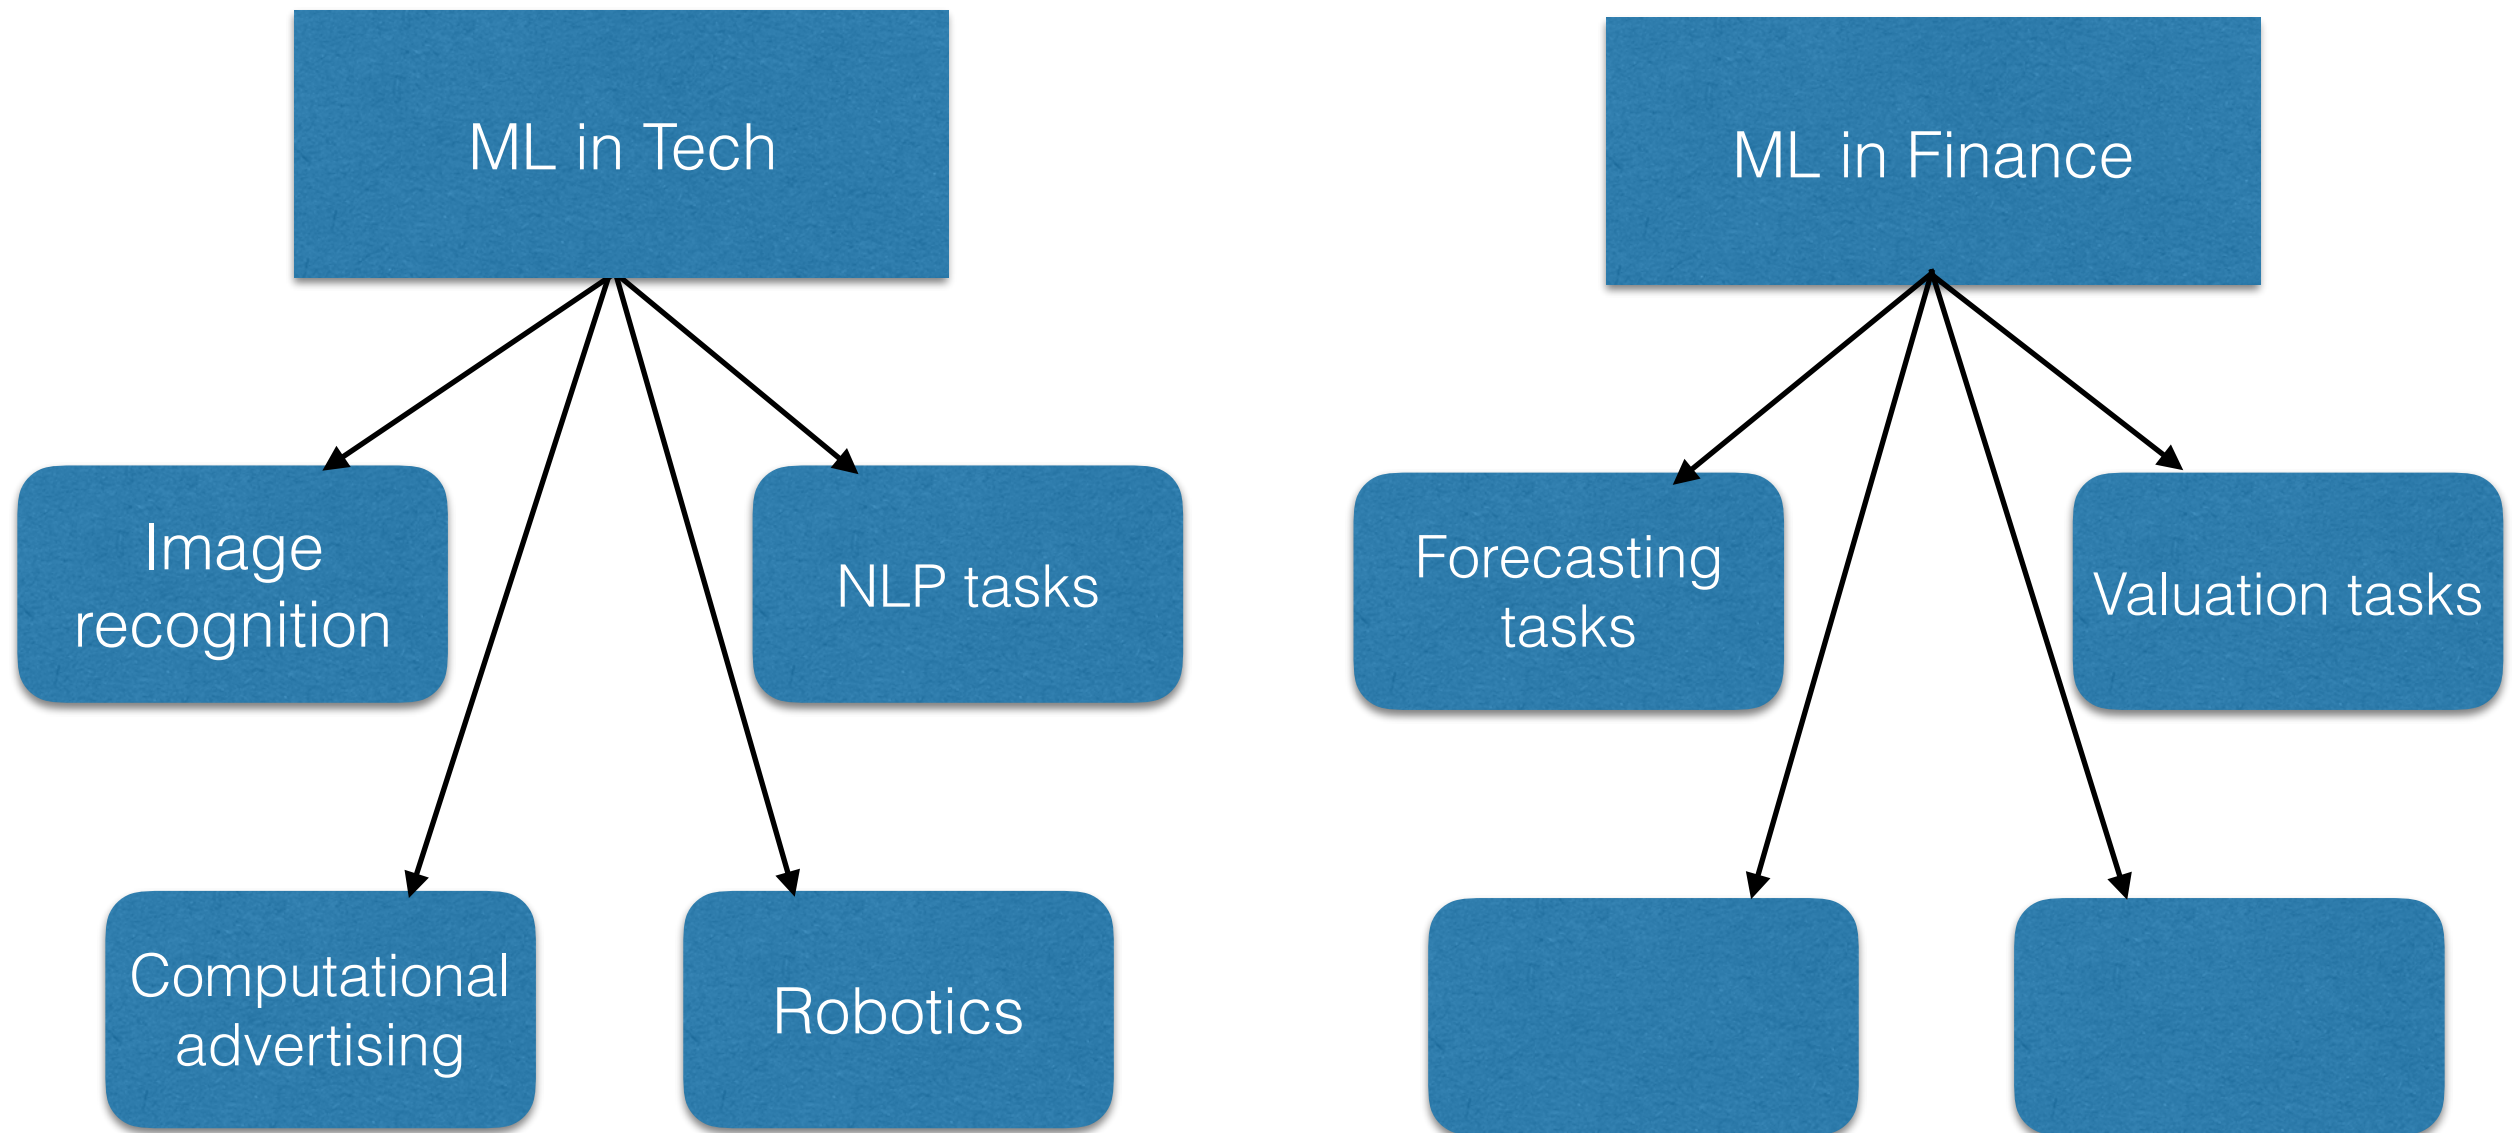 ML in Tech
ML in Finance
Image
recognition
NLP tasks
Forecasting
tasks
Valuation tasks
Computational
advertising
Robotics